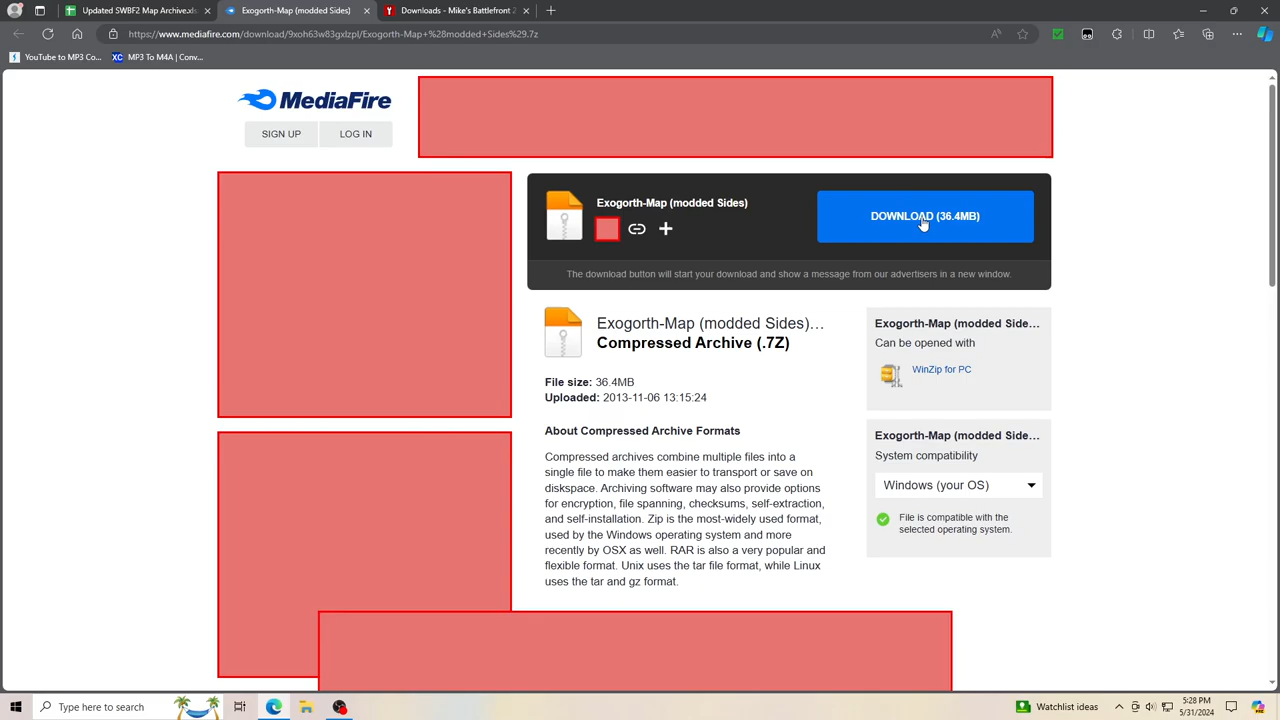 Updated SWBF2 Map Archive.xls
Exogorth-Map (modded Sides)
Downloads – Mike's Battlefront 2
https://www.mediafire.com/download/9xoh63w83gxlzpl/Exogorth-Map+%28modded+Sides%29.7z
YouTube to MP3 Co...
XC MP3 To M4A | Conv...
MediaFire
SIGN UP
LOG IN
Exogorth-Map (modded Sides)
DOWNLOAD (36.4MB)
The download button will start your download and show a message from our advertisers in a new window.
Exogorth-Map (modded Sides)...
Compressed Archive (.7Z)
File size: 36.4MB
Uploaded: 2013-11-06 13:15:24
About Compressed Archive Formats
Compressed archives combine multiple files into a
single file to make them easier to transport or save on
diskspace. Archiving software may also provide options
for encryption, file spanning, checksums, self-extraction,
and self-installation. Zip is the most-widely used format,
used by the Windows operating system and more
recently by OSX as well. RAR is also a very popular and
flexible format. Unix uses the tar file format, while Linux
uses the tar and gz format.
Exogorth-Map (modded Side...
Can be opened with
WinZip for PC
Exogorth-Map (modded Side...
System compatibility
Windows (your OS)
File is compatible with the
selected operating system.
Type here to search
Watchlist ideas
5:28 PM
5/31/2024